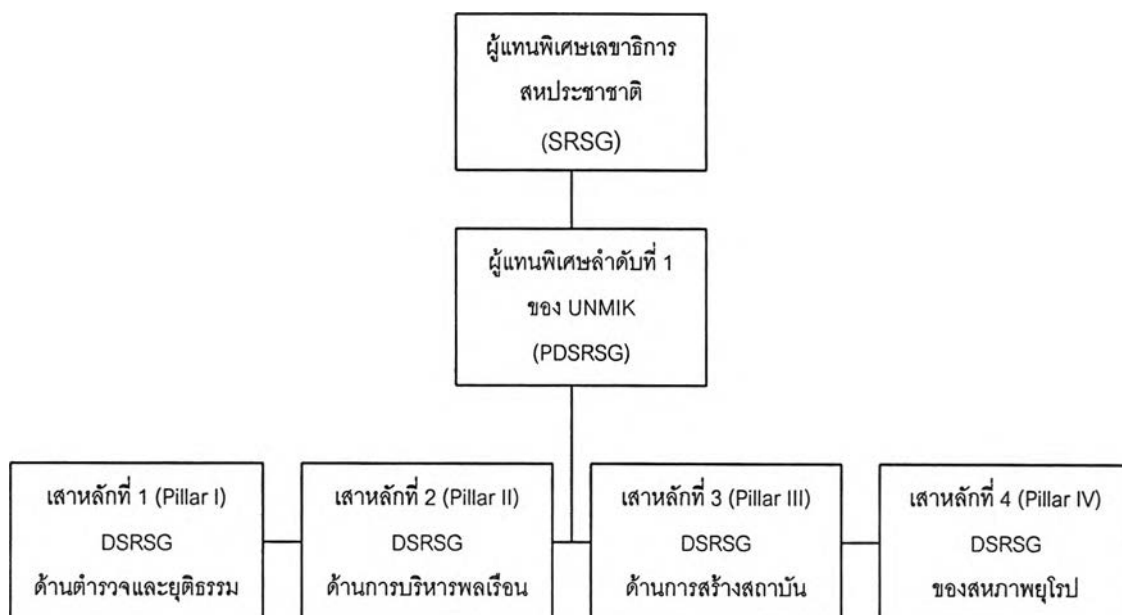 ผู้แทนพิเศษเลขาธิการ
สหประชาชาติ
(SRSG)
ผู้แทนพิเศษลำดับที่ 1
ของ UNMIK
(PDSRSG)
เสาหลักที่ 1 (Pillar I)
DSRSG
ด้านตำรวจและยุติธรรม
เสาหลักที่ 2 (Pillar II)
DSRSG
ด้านการบริหารพลเรือน
เสาหลักที่ 3 (Pillar III)
DSRSG
ด้านการสร้างสถาบัน
เสาหลักที่ 4 (Pillar IV)
DSRSG
ของสหภาพยุโรป